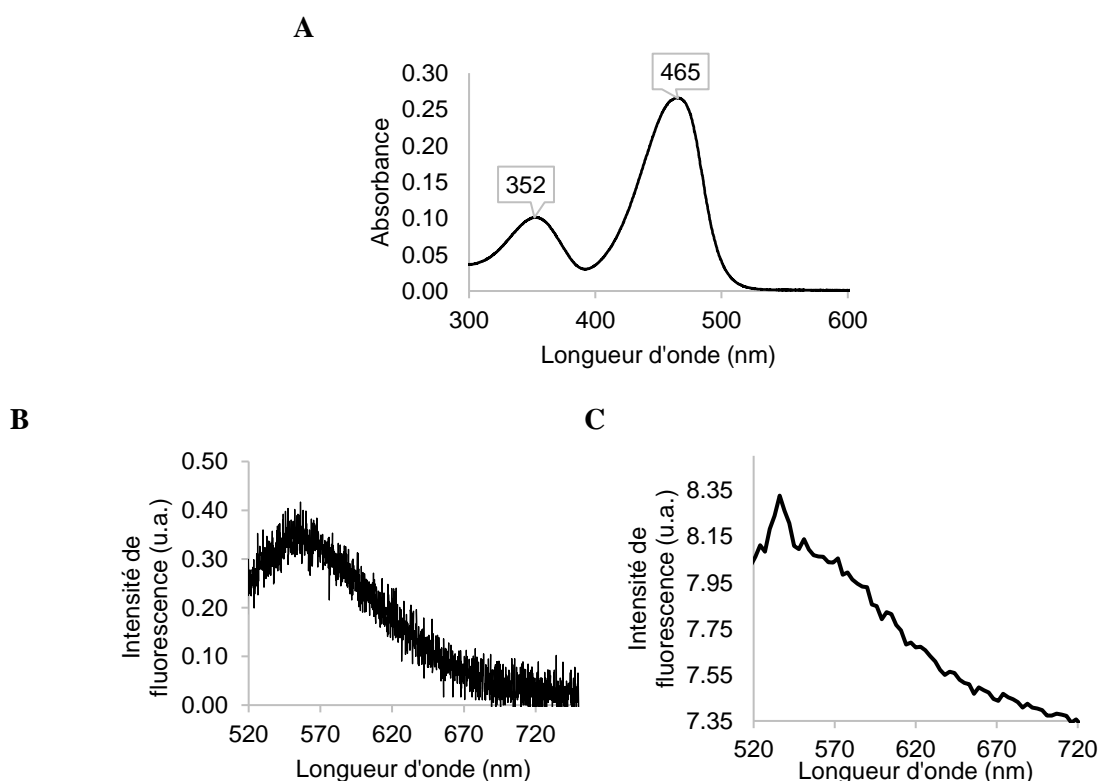 A
465
352
0.30
0.25
0.20
0.15
0.10
0.05
0.00
Absorbance
300 400 500 600
Longueur d'onde (nm)
B
0.50
0.40
0.30
0.20
0.10
0.00
Intensité de
fluorescence (u.a.)
520 570 620 670 720
Longueur d'onde (nm)
C
8.35
8.15
7.95
7.75
7.55
7.35
Intensité de
fluorescence (u.a.)
520 570 620 670 720
Longueur d'onde (nm)